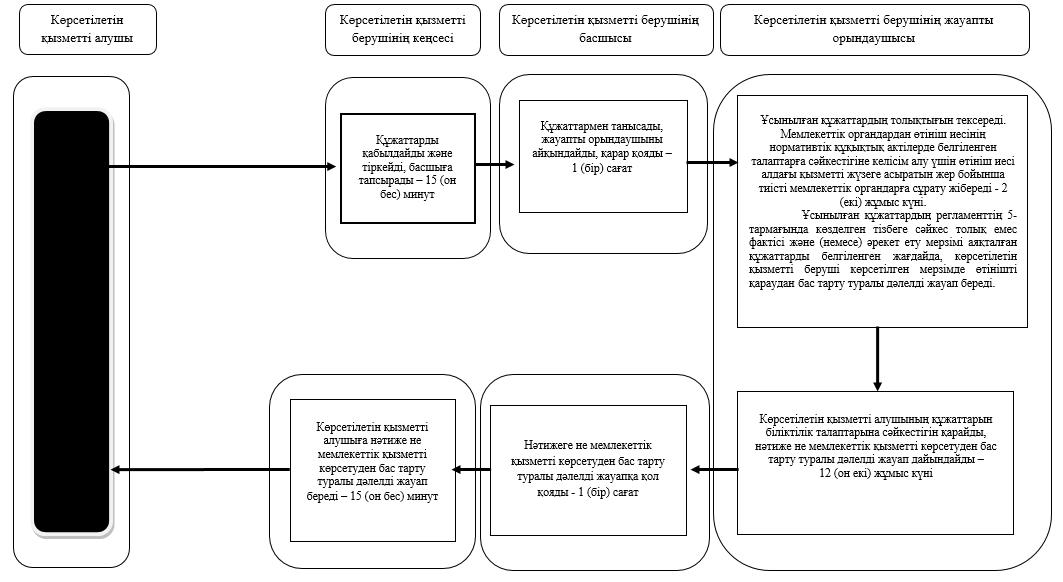 Көрсетілетін
қызметті алушы
Көрсетілетін қызметті
берушінің кеңсесі
Көрсетілетін қызметті берушінің
басшысы
Көрсетілетін қызметті берушінің жауапты
орындаушысы
Құжаттарды
қабылдайды және
тіркейді, басшыға
тапсырады – 15 (он
бес) минут
Құжаттармен танысады,
жауапты орындаушыны
айқындайды, қарар қояды –
1 (бір) сағат
Ұсынылған құжаттардың толықтығын тексереді.
Мемлекеттік органдардан өтініш иесінің
нормативтік құқықтық актілерде белгіленген
талаптарға сәйкестігіне келісім алу үшін өтініш иесі
алдағы қызметті жүзеге асыратын жер бойынша
тиісті мемлекеттік органдарға сұрату жібереді - 2
(екі) жұмыс күні.
Ұсынылған құжаттардың регламенттің 5-
тармағында көзделген тізбеге сәйкес толық емес
фактісі және (немесе) әрекет ету мерзімі аяқталған
құжаттарды белгіленген жағдайда, көрсетілетін
қызметті беруші көрсетілген мерзімде өтінішті
қараудан бас тарту туралы дәлелді жауап береді.
Көрсетілетін қызметті
алушыға нәтиже не
мемлекеттік қызметті
көрсетуден бас тарту
туралы дәлелді жауап
береді – 15 (он бес) минут
Нәтижеге не мемлекеттік
қызметті көрсетуден бас тарту
туралы дәлелді жауапқа қол
қояды - 1 (бір) сағат
Көрсетілетін қызметті алушының құжаттарын
біліктілік талаптарына сәйкестігін қарайды,
нәтиже не мемлекеттік қызметті көрсетуден бас
тарту туралы дәлелді жауап дайындайды –
12 (он екі) жұмыс күні